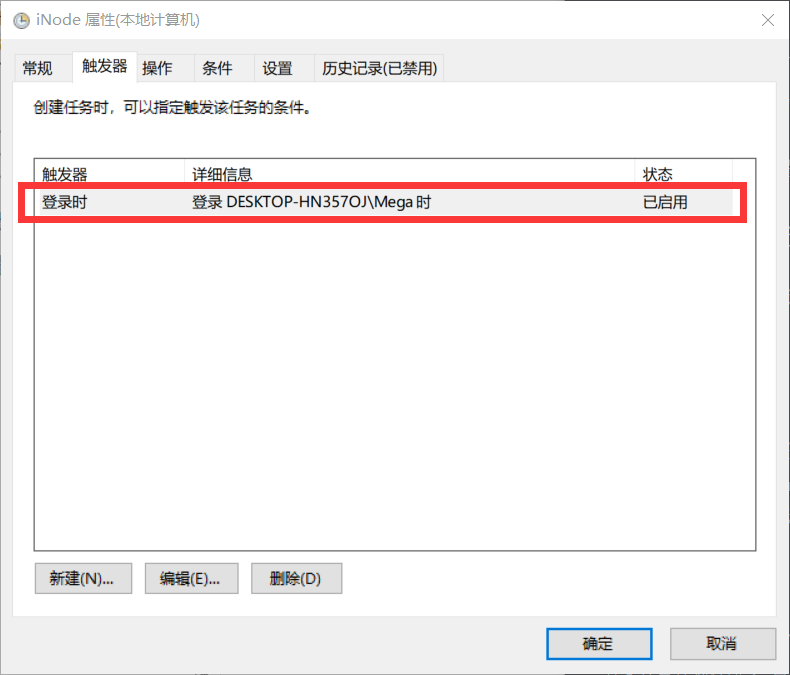 iNode 属性(本地计算机)
常规 触发器 操作 条件 设置 历史记录(已禁用)
创建任务时，可以指定触发该任务的条件。
触发器 详细信息 状态
登录时 登录 DESKTOP-HN357OJ\Mega 时 已启用
新建(N)... 编辑(E)... 删除(D)
确定 取消